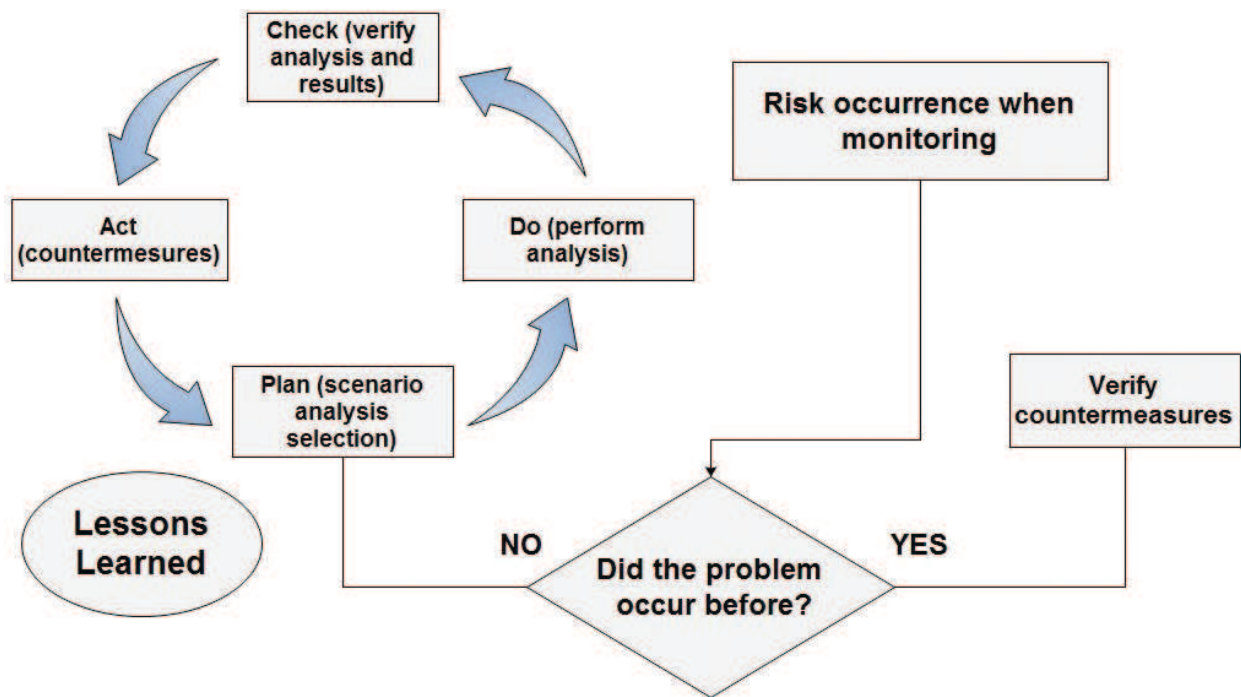 Check (verify
analysis and
results)
Risk occurrence when
monitoring
Act
(countermesures)
Do (perform
analysis)
Plan (scenario
analysis
selection)
Verify
countermeasures
Lessons
Learned
NO
YES
Did the problem
occur before?